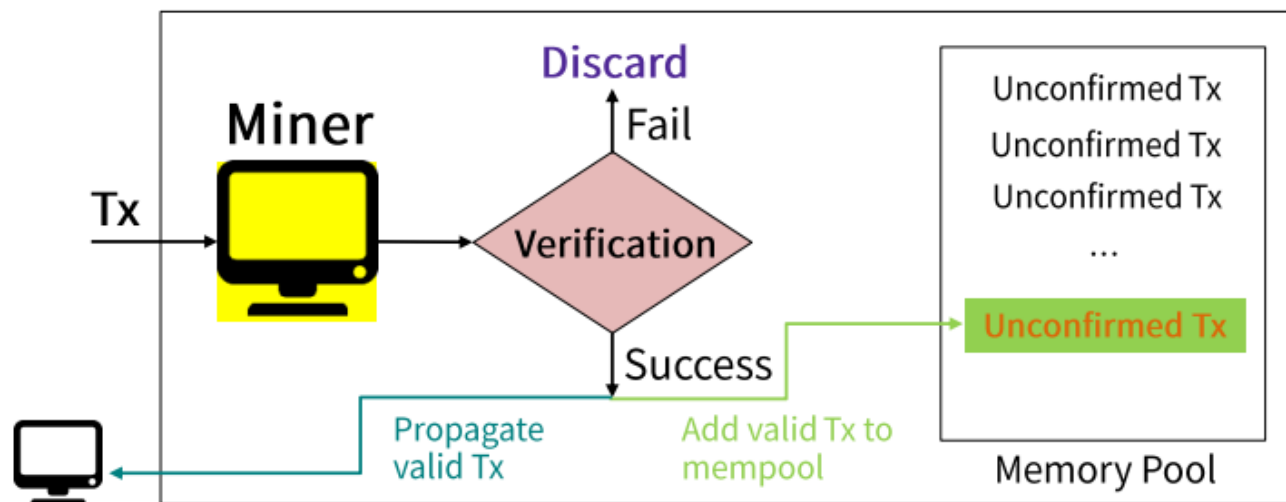 Discard
Miner
Fail
Tx
Verification
Success
Propagate
valid Tx
Add valid Tx to
mempool
Unconfirmed Tx
Unconfirmed Tx
Unconfirmed Tx
...
Unconfirmed Tx
Memory Pool